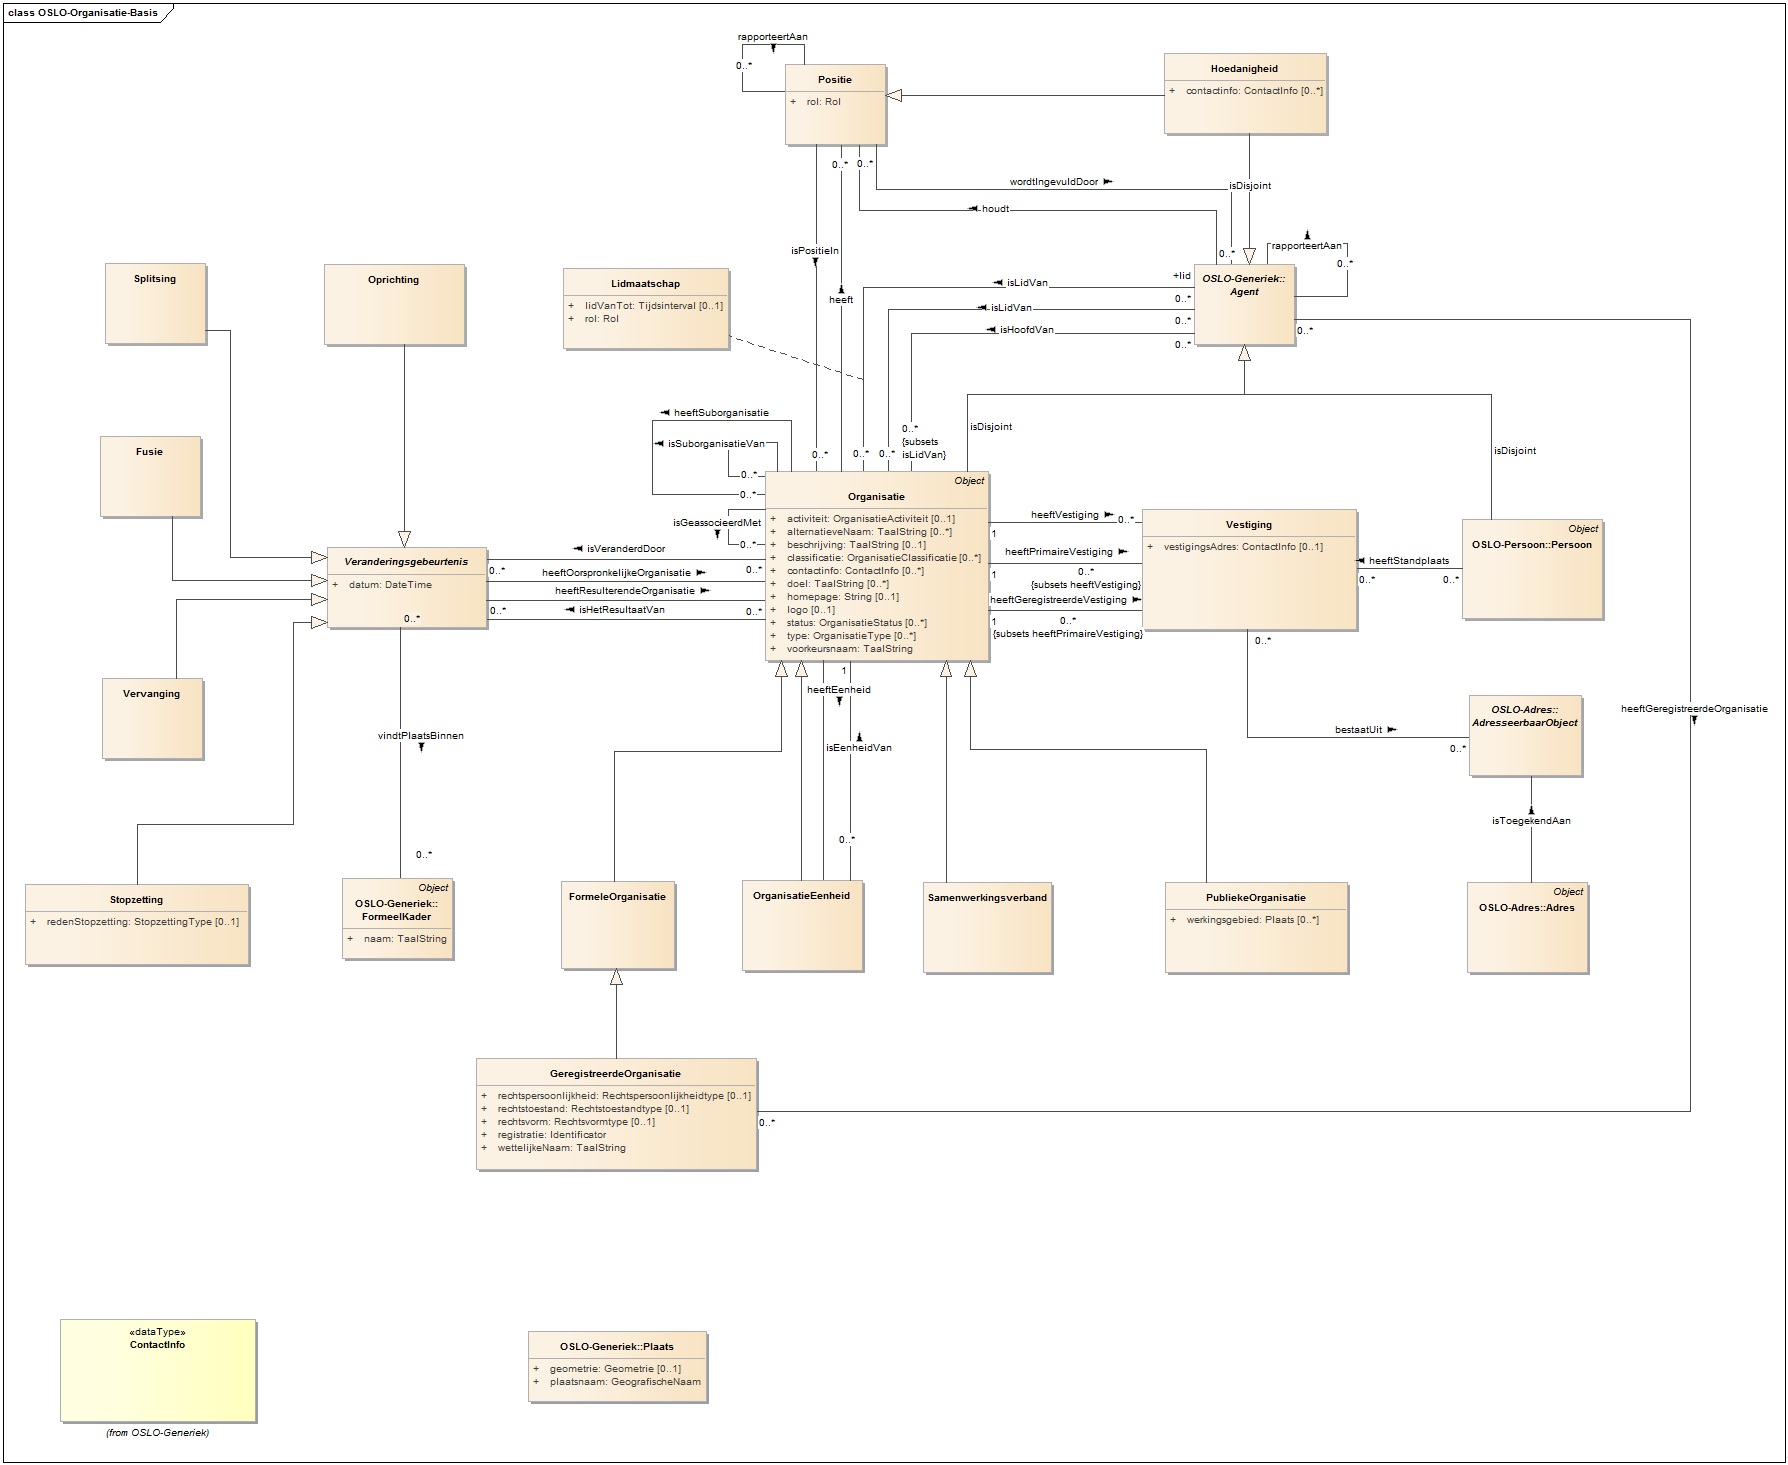 class OSLO-Organisatie-Basis
rapporteertAan
0..*
Positie
+ rol: Rol
Hoedanigheid
+ contactinfo: ContactInfo [0..*]
0..*
0..*
wordtIngevuldDoor
isDisjoint
houdt
isPositieIn
heeft
0..*
rapporteertAan
0..*
Splitsing
Oprichting
Lidmaatschap
+ lidVanTot: Tijdsinterval [0..1]
+ rol: Rol
+lid
isLidVan
0..*
isLidVan
0..*
isHoofdVan
0..*
OSLO-Generiek::
Agent
0..*
heeftSuborganisatie
isSuborganisatieVan
0..*
0..*
0..*
0..*
0..*
0..*
{subsets
isLidVan}
isDisjoint
isDisjoint
Fusie
isGeassocieerdMet
0..*
Object
Organisatie
+ activiteit: OrganisatieActiviteit [0..1]
+ alternatieveNaam: TaalString [0..*]
+ beschrijving: TaalString [0..1]
+ classificatie: OrganisatieClassificatie [0..*]
+ contactinfo: ContactInfo [0..*]
+ doel: TaalString [0..*]
+ homepage: String [0..1]
+ logo [0..1]
+ status: OrganisatieStatus [0..*]
+ type: OrganisatieType [0..*]
+ voorkeursnaam: TaalString
heeftVestiging
0..*
1
heeftPrimaireVestiging
1
0..*
{subsets heeftVestiging}
heeftGeregistreerdeVestiging
1
0..*
{subsets heeftPrimaireVestiging}
Vestiging
+ vestigingsAdres: ContactInfo [0..1]
heeftStandplaats
0..*
0..*
Object
OSLO-Persoon::Persoon
Veranderingsgebeurtenis
+ datum: DateTime
0..*
isVeranderdDoor
0..*
0..*
heeftOorspronkelijkeOrganisatie
heeftResulterendeOrganisatie
0..*
isHetResultaatVan
0..*
0..*
Vervanging
1
heeftEenheid
isEenheidVan
0..*
vindtPlaatsBinnen
0..*
bestaatUit
0..*
OSLO-Adres::
AdresseerbaarObject
heeftGeregistreerdeOrganisatie
isToegekendAan
Stopzetting
+ redenStopzetting: StopzettingType [0..1]
Object
OSLO-Generiek::
FormeelKader
+ naam: TaalString
FormeleOrganisatie
OrganisatieEenheid
Samenwerkingsverband
PubliekeOrganisatie
+ werkingsgebied: Plaats [0..*]
Object
OSLO-Adres::Adres
GeregistreerdeOrganisatie
+ rechtspersoonlijkheid: Rechtspersoonlijkheidtype [0..1]
+ rechtstoestand: Rechtstoestandtype [0..1]
+ rechtsvorm: Rechtsvormtype [0..1]
+ registratie: Identificator
+ wettelijkeNaam: TaalString
0..*
«dataType»
ContactInfo
(from OSLO-Generiek)
OSLO-Generiek::Plaats
+ geometrie: Geometrie [0..1]
+ plaatsnaam: GeografischeNaam